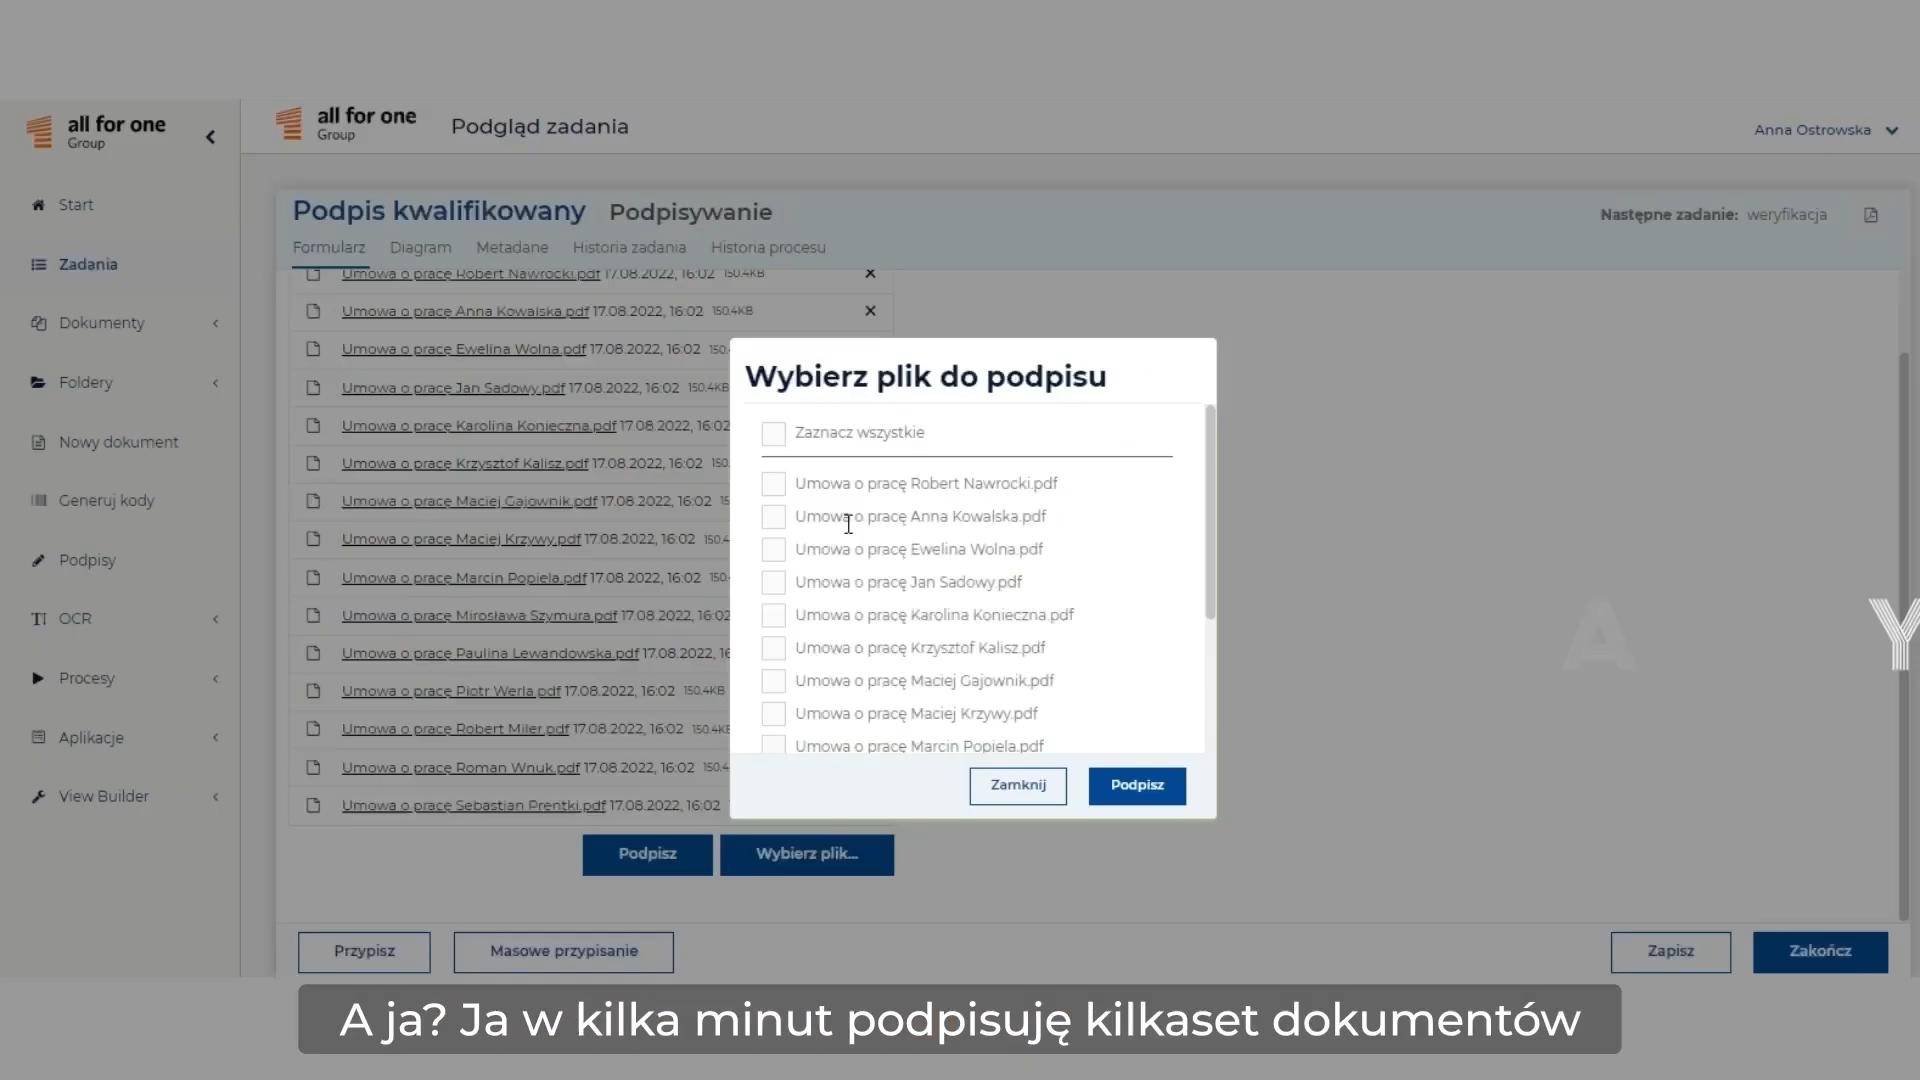 all for one
Group
all for one
Group
Podgląd zadania
Anna Ostrowska
Start
Zadania
Dokumenty
Foldery
Nowy dokument
Generuj kody
Podpisy
OCR
Procesy
Aplikacje
View Builder
Podpis kwalifikowany Podpisywanie
Następne zadanie: weryfikacja
Formularz Diagram Metadane Historia zadania Historia procesu
Umowa o pracę Robert Nawrocki.pdf 17.08.2022, 16:02 150.4KB
Umowa o pracę Anna Kowalska.pdf 17.08.2022, 16:02 150.4KB
Umowa o pracę Ewelina Wolna.pdf 17.08.2022, 16:02 150.
Umowa o pracę Jan Sadowy.pdf 17.08.2022, 16:02 150.4KB
Umowa o pracę Karolina Konieczna.pdf 17.08.2022, 16:02
Umowa o pracę Krzysztof Kalisz.pdf 17.08.2022, 16:02 150.
Umowa o pracę Maciej Gajownik.pdf 17.08.2022, 16:02 15
Umowa o pracę Maciej Krzywy.pdf 17.08.2022, 16:02 150.4
Umowa o pracę Marcin Popiela.pdf 17.08.2022, 16:02 150.
Umowa o pracę Mirosława Szymura.pdf 17.08.2022, 16:02
Umowa o pracę Paulina Lewandowska.pdf 17.08.2022, 16
Umowa o pracę Piotr Werla.pdf 17.08.2022, 16:02 150.4KB
Umowa o pracę Robert Miler.pdf 17.08.2022, 16:02 150.4KB
Umowa o pracę Roman Wnuk.pdf 17.08.2022, 16:02 150.4
Umowa o pracę Sebastian Prentki.pdf 17.08.2022, 16:02
Podpisz Wybierz plik...
Wybierz plik do podpisu
Zaznacz wszystkie
Umowa o pracę Robert Nawrocki.pdf
Umowa o pracę Anna Kowalska.pdf
Umowa o pracę Ewelina Wolna.pdf
Umowa o pracę Jan Sadowy.pdf
Umowa o pracę Karolina Konieczna.pdf
Umowa o pracę Krzysztof Kalisz.pdf
Umowa o pracę Maciej Gajownik.pdf
Umowa o pracę Maciej Krzywy.pdf
Umowa o pracę Marcin Popiela.pdf
Zamknij Podpisz
A Y
Przypisz Masowe przypisanie Zapisz Zakończ
A ja? Ja w kilka minut podpisuję kilkaset dokumentów